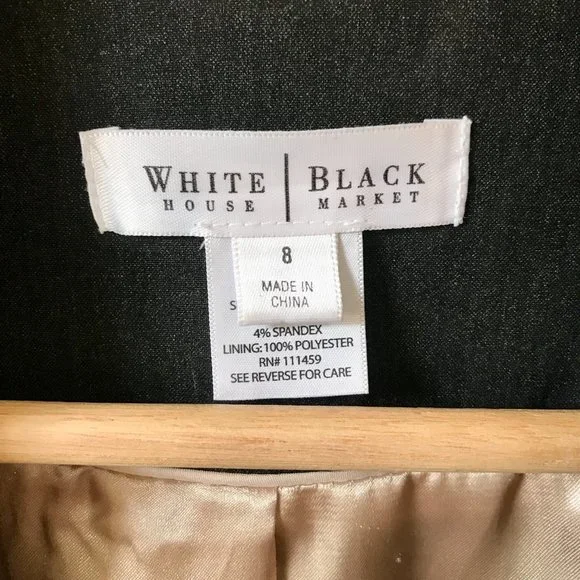 WHITE | BLACK
HOUSE MARKET
8
MADE IN
CHINA
S
4% SPANDEX
LINING: 100% POLYESTER
RN# 111459
SEE REVERSE FOR CARE